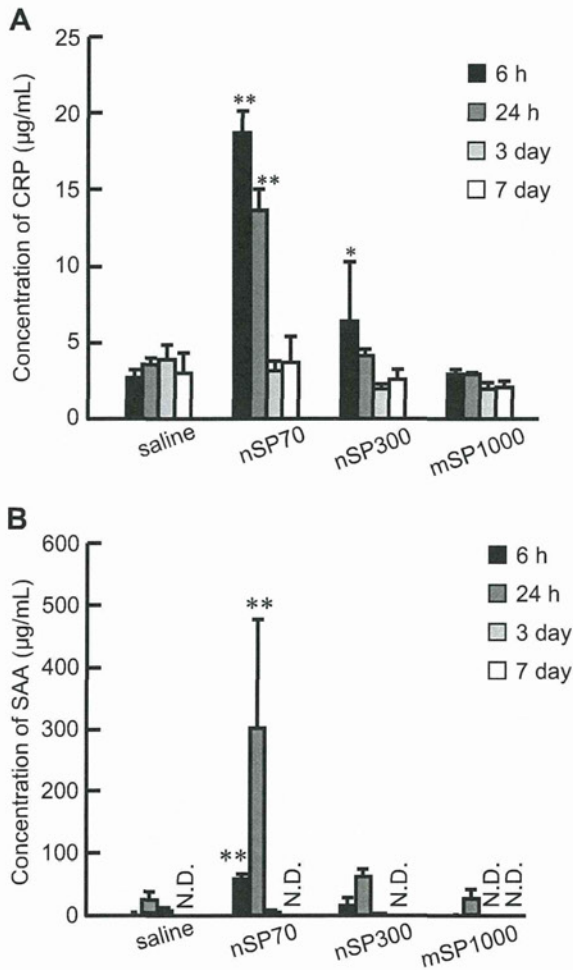 A
25
20
15
10
5
0
Concentration of CRP (µg/mL)
** 
**
*
6 h
24 h
3 day
7 day
saline
nSP70
nSP300
mSP1000
B
600
500
400
300
200
100
0
Concentration of SAA (µg/mL)
**
**
N.D.
N.D.
N.D.
N.D.
N.D.
6 h
24 h
3 day
7 day
saline
nSP70
nSP300
mSP1000